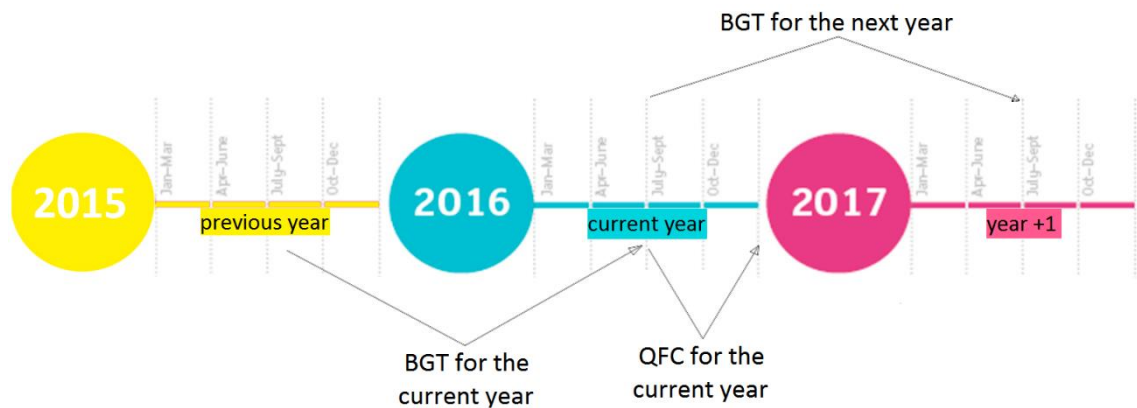 BGT for the next year
Jan-Mar
Apr-June
July-Sept
Oct-Dec
Jan-Mar
Apr-June
July-Sept
Oct-Dec
Jan-Mar
Apr-June
July-Sept
Oct-Dec
2015
previous year
2016
current year
2017
year +1
BGT for the
current year
QFC for the
current year